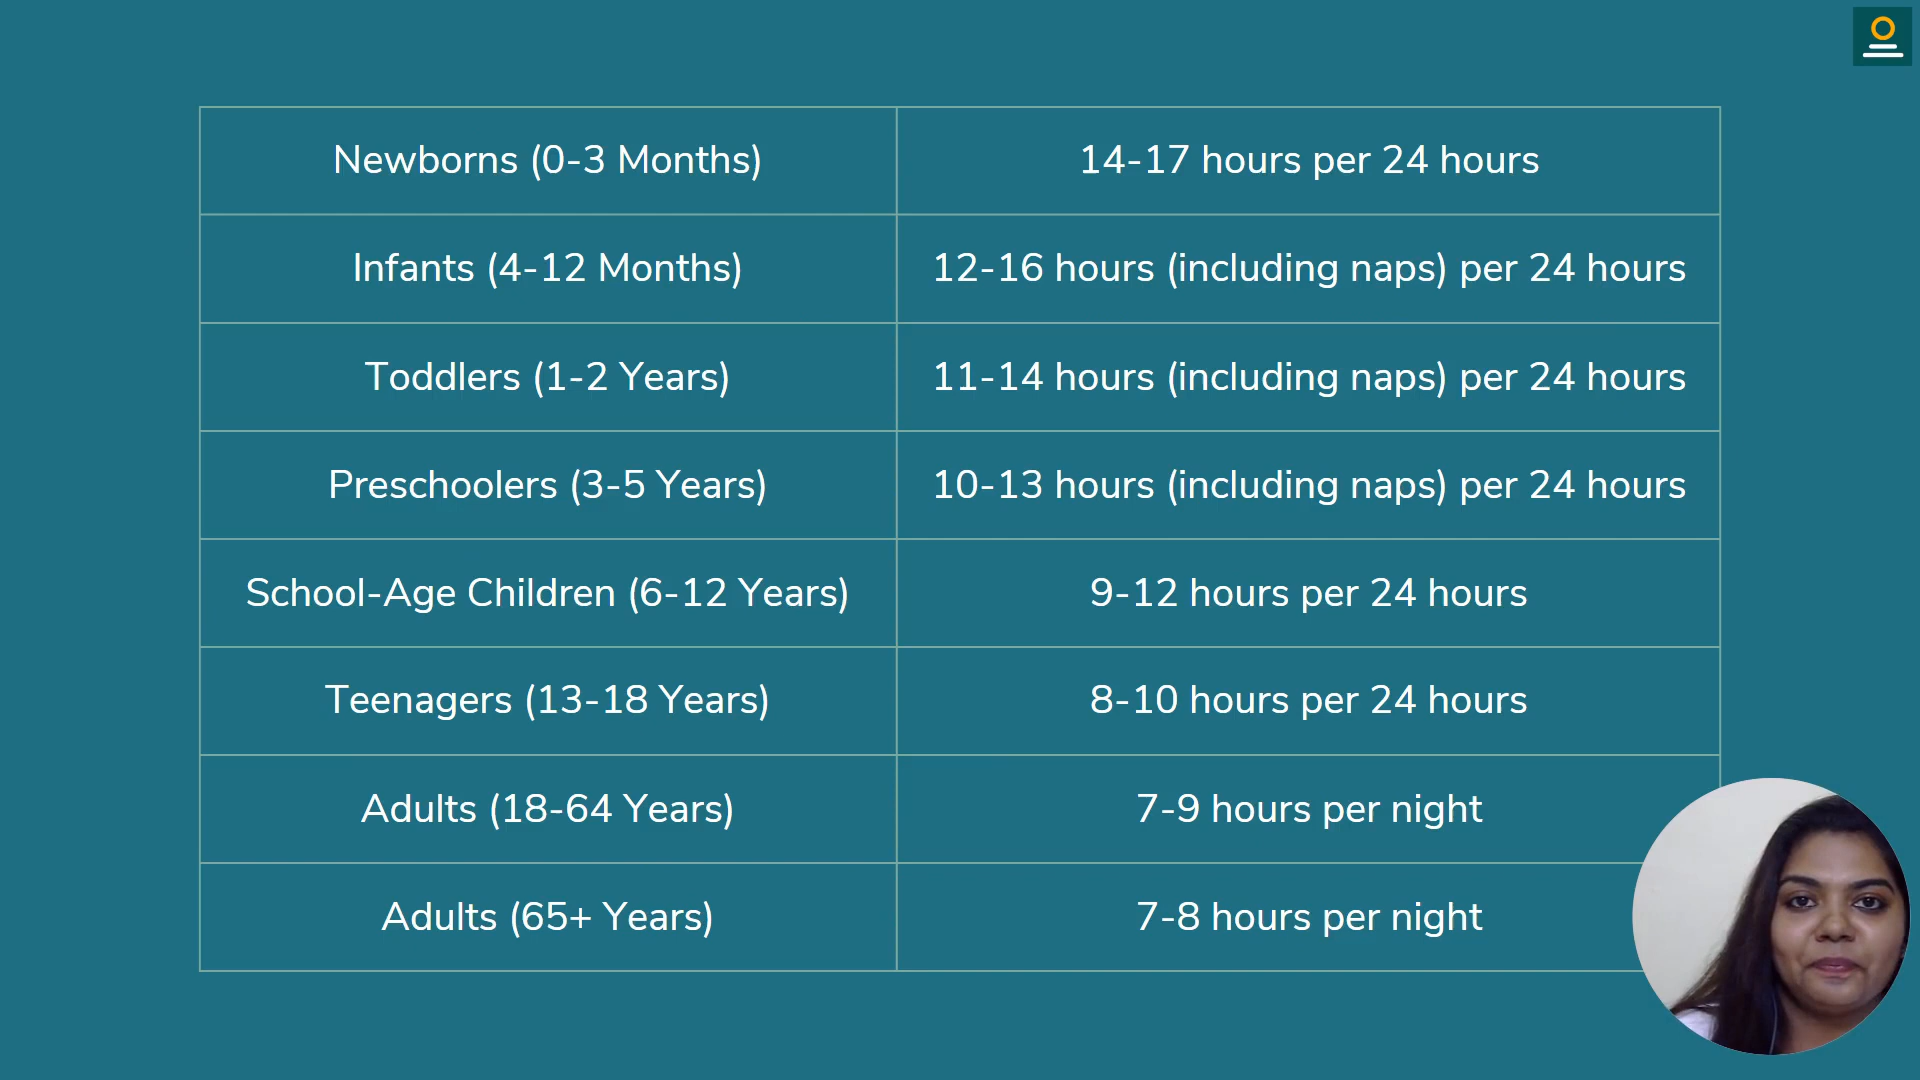 Newborns (0-3 Months) 14-17 hours per 24 hours
Infants (4-12 Months) 12-16 hours (including naps) per 24 hours
Toddlers (1-2 Years) 11-14 hours (including naps) per 24 hours
Preschoolers (3-5 Years) 10-13 hours (including naps) per 24 hours
School-Age Children (6-12 Years) 9-12 hours per 24 hours
Teenagers (13-18 Years) 8-10 hours per 24 hours
Adults (18-64 Years) 7-9 hours per night
Adults (65+ Years) 7-8 hours per night